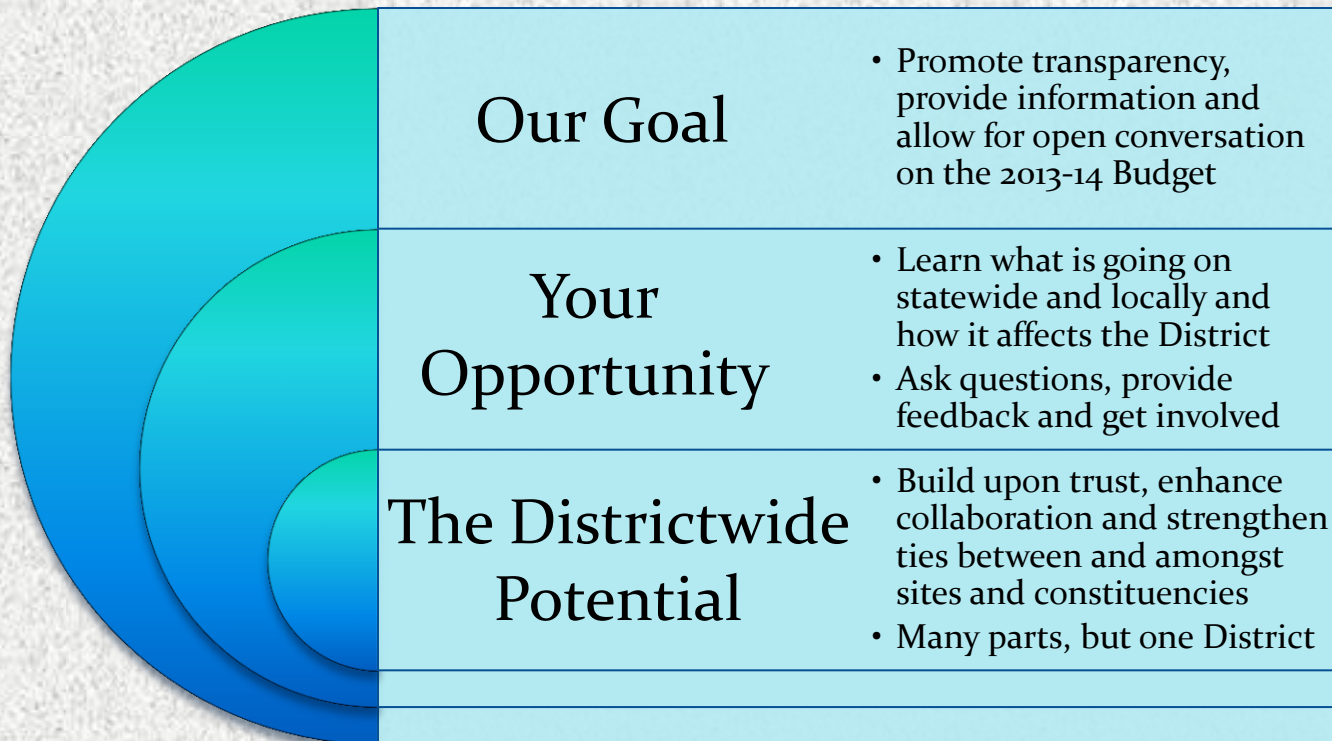 Our Goal
• Promote transparency,
provide information and
allow for open conversation
on the 2013-14 Budget
Your
Opportunity
• Learn what is going on
statewide and locally and
how it affects the District
• Ask questions, provide
feedback and get involved
The Districtwide
Potential
• Build upon trust, enhance
collaboration and strengthen
ties between and amongst
sites and constituencies
• Many parts, but one District